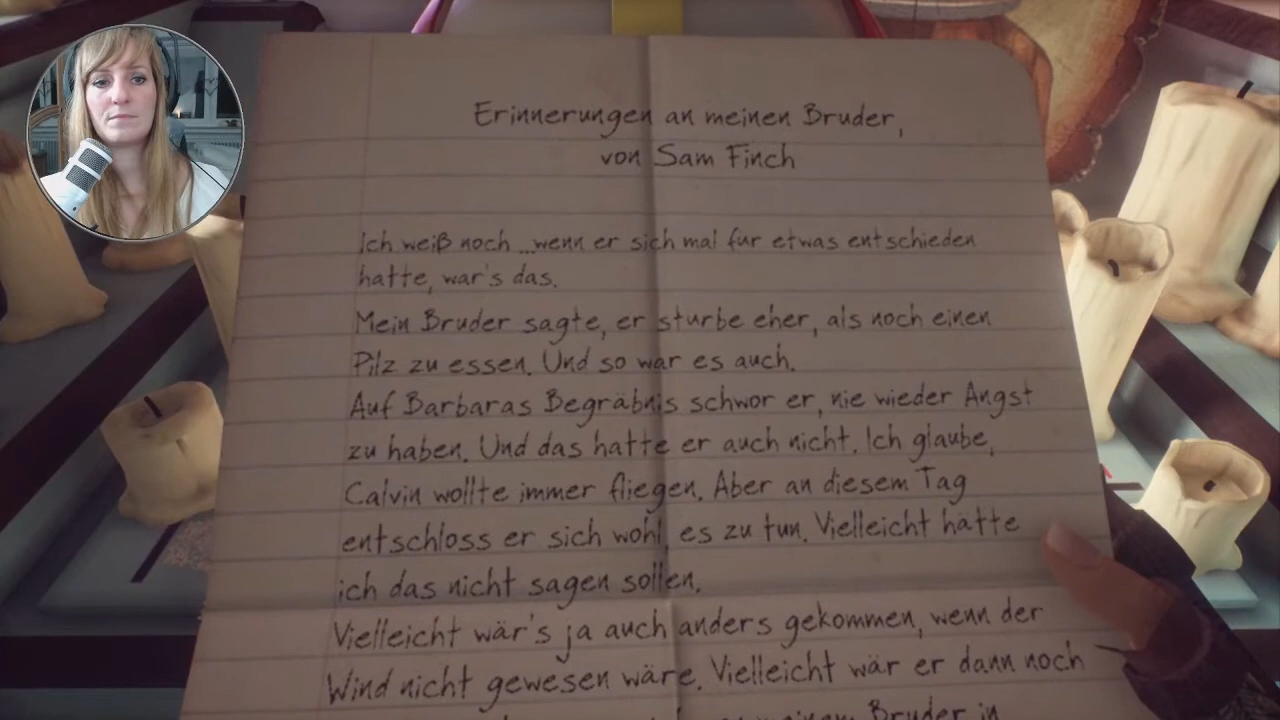 Erinnerungen an meinen Bruder,
von Sam Finch
Ich weiß noch ...wenn er sich mal fur etwas entschieden
hatte, war's das.
Mein Bruder sagte, er sturbe eher, als noch einen
Pilz zu essen. Und so war es auch.
Auf Barbaras Begräbnis schwor er, nie wieder Angst
zu haben. Und das hatte er auch nicht. Ich glaube,
Calvin wollte immer fliegen. Aber an diesem Tag
entschloss er sich wohl, es zu tun. Vielleicht hätte
ich das nicht sagen sollen.
Vielleicht wär's ja auch anders gekommen, wenn der
Wind nicht gewesen wäre. Vielleicht wär er dann noch
meinem Bruder in